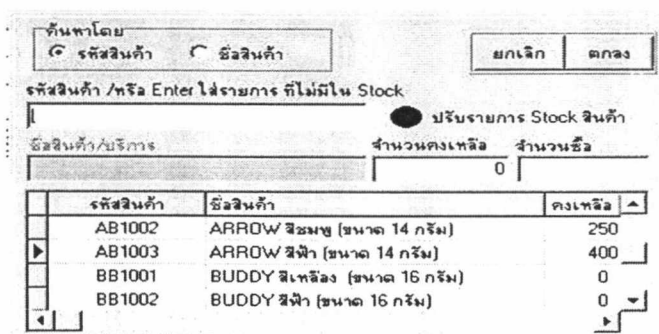 ค้นหาโดย
รหัสสินค้า ชื่อสินค้า ยกเลิก ตกลง
รหัสสินค้า /หรือ Enter ใส่รายการ ที่ไม่มีใน Stock
ปรับรายการ Stock สินค้า
ชื่อสินค้า/บริการ จำนวนคงเหลือ จำนวนซื้อ
0
รหัสสินค้า ชื่อสินค้า คงเหลือ
AB1002 ARROW สีชมพู (ขนาด 14 กรัม) 250
AB1003 ARROW สีฟ้า (ขนาด 14 กรัม) 400
BB1001 BUDDY สีเหลือง (ขนาด 16 กรัม) 0
BB1002 BUDDY สีฟ้า (ขนาด 16 กรัม) 0